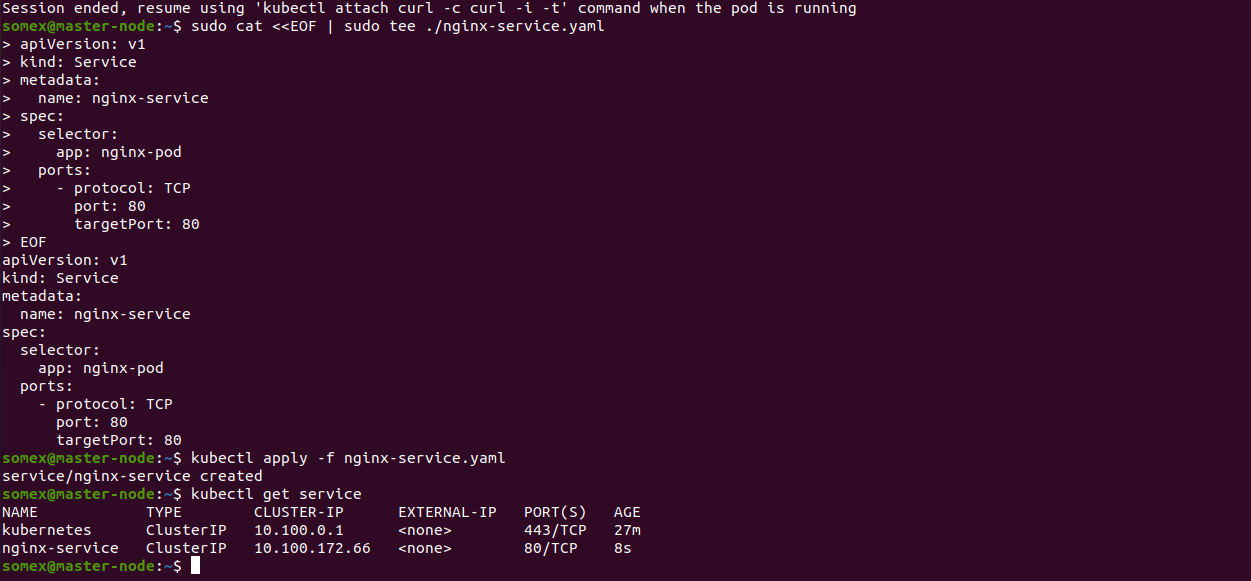 Session ended, resume using 'kubectl attach curl -c curl -i -t' command when the pod is running
somex@master-node:~$ sudo cat <<EOF | sudo tee ./nginx-service.yaml
> apiVersion: v1
> kind: Service
> metadata:
>   name: nginx-service
> spec:
>   selector:
>     app: nginx-pod
>   ports:
>     - protocol: TCP
>       port: 80
>       targetPort: 80
> EOF
apiVersion: v1
kind: Service
metadata:
  name: nginx-service
spec:
  selector:
    app: nginx-pod
  ports:
    - protocol: TCP
      port: 80
      targetPort: 80
somex@master-node:~$ kubectl apply -f nginx-service.yaml
service/nginx-service created
somex@master-node:~$ kubectl get service
NAME            TYPE        CLUSTER-IP      EXTERNAL-IP   PORT(S)   AGE
kubernetes      ClusterIP   10.100.0.1      <none>        443/TCP   27m
nginx-service   ClusterIP   10.100.172.66   <none>        80/TCP    8s
somex@master-node:~$